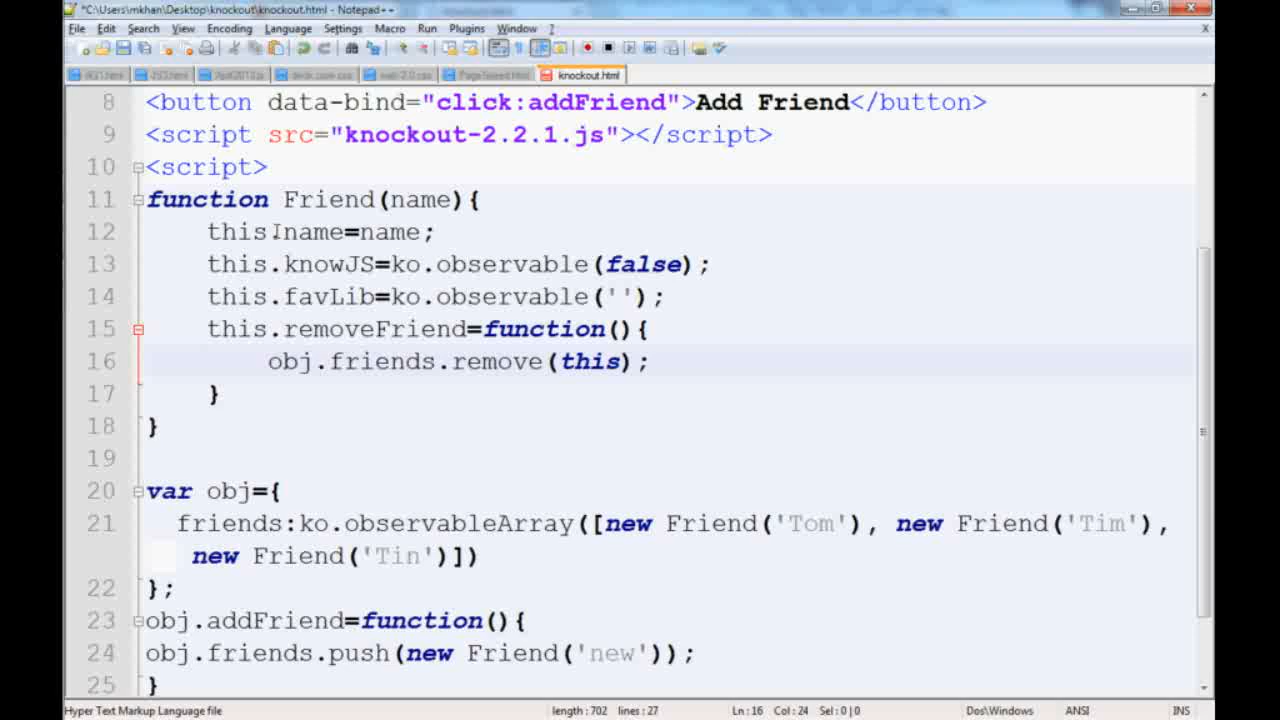 *C:\Users\mkhan\Desktop\knockout\knockout.html - Notepad++
File Edit Search View Encoding Language Settings Macro Run Plugins Window ? X
knockout.html
8 <button data-bind="click:addFriend">Add Friend</button>
9 <script src="knockout-2.2.1.js"></script>
10 <script>
11 function Friend(name){
12 this.name=name;
13 this.knowJS=ko.observable(false);
14 this.favLib=ko.observable('');
15 this.removeFriend=function(){
16 obj.friends.remove(this);
17 }
18 }
19
20 var obj={
21 friends:ko.observableArray([new Friend('Tom'), new Friend('Tim'),
new Friend('Tin')])
22 };
23 obj.addFriend=function(){
24 obj.friends.push(new Friend('new'));
25 }
Hyper Text Markup Language file length : 702 lines : 27 Ln : 16 Col : 24 Sel : 0 | 0 Dos\Windows ANSI INS